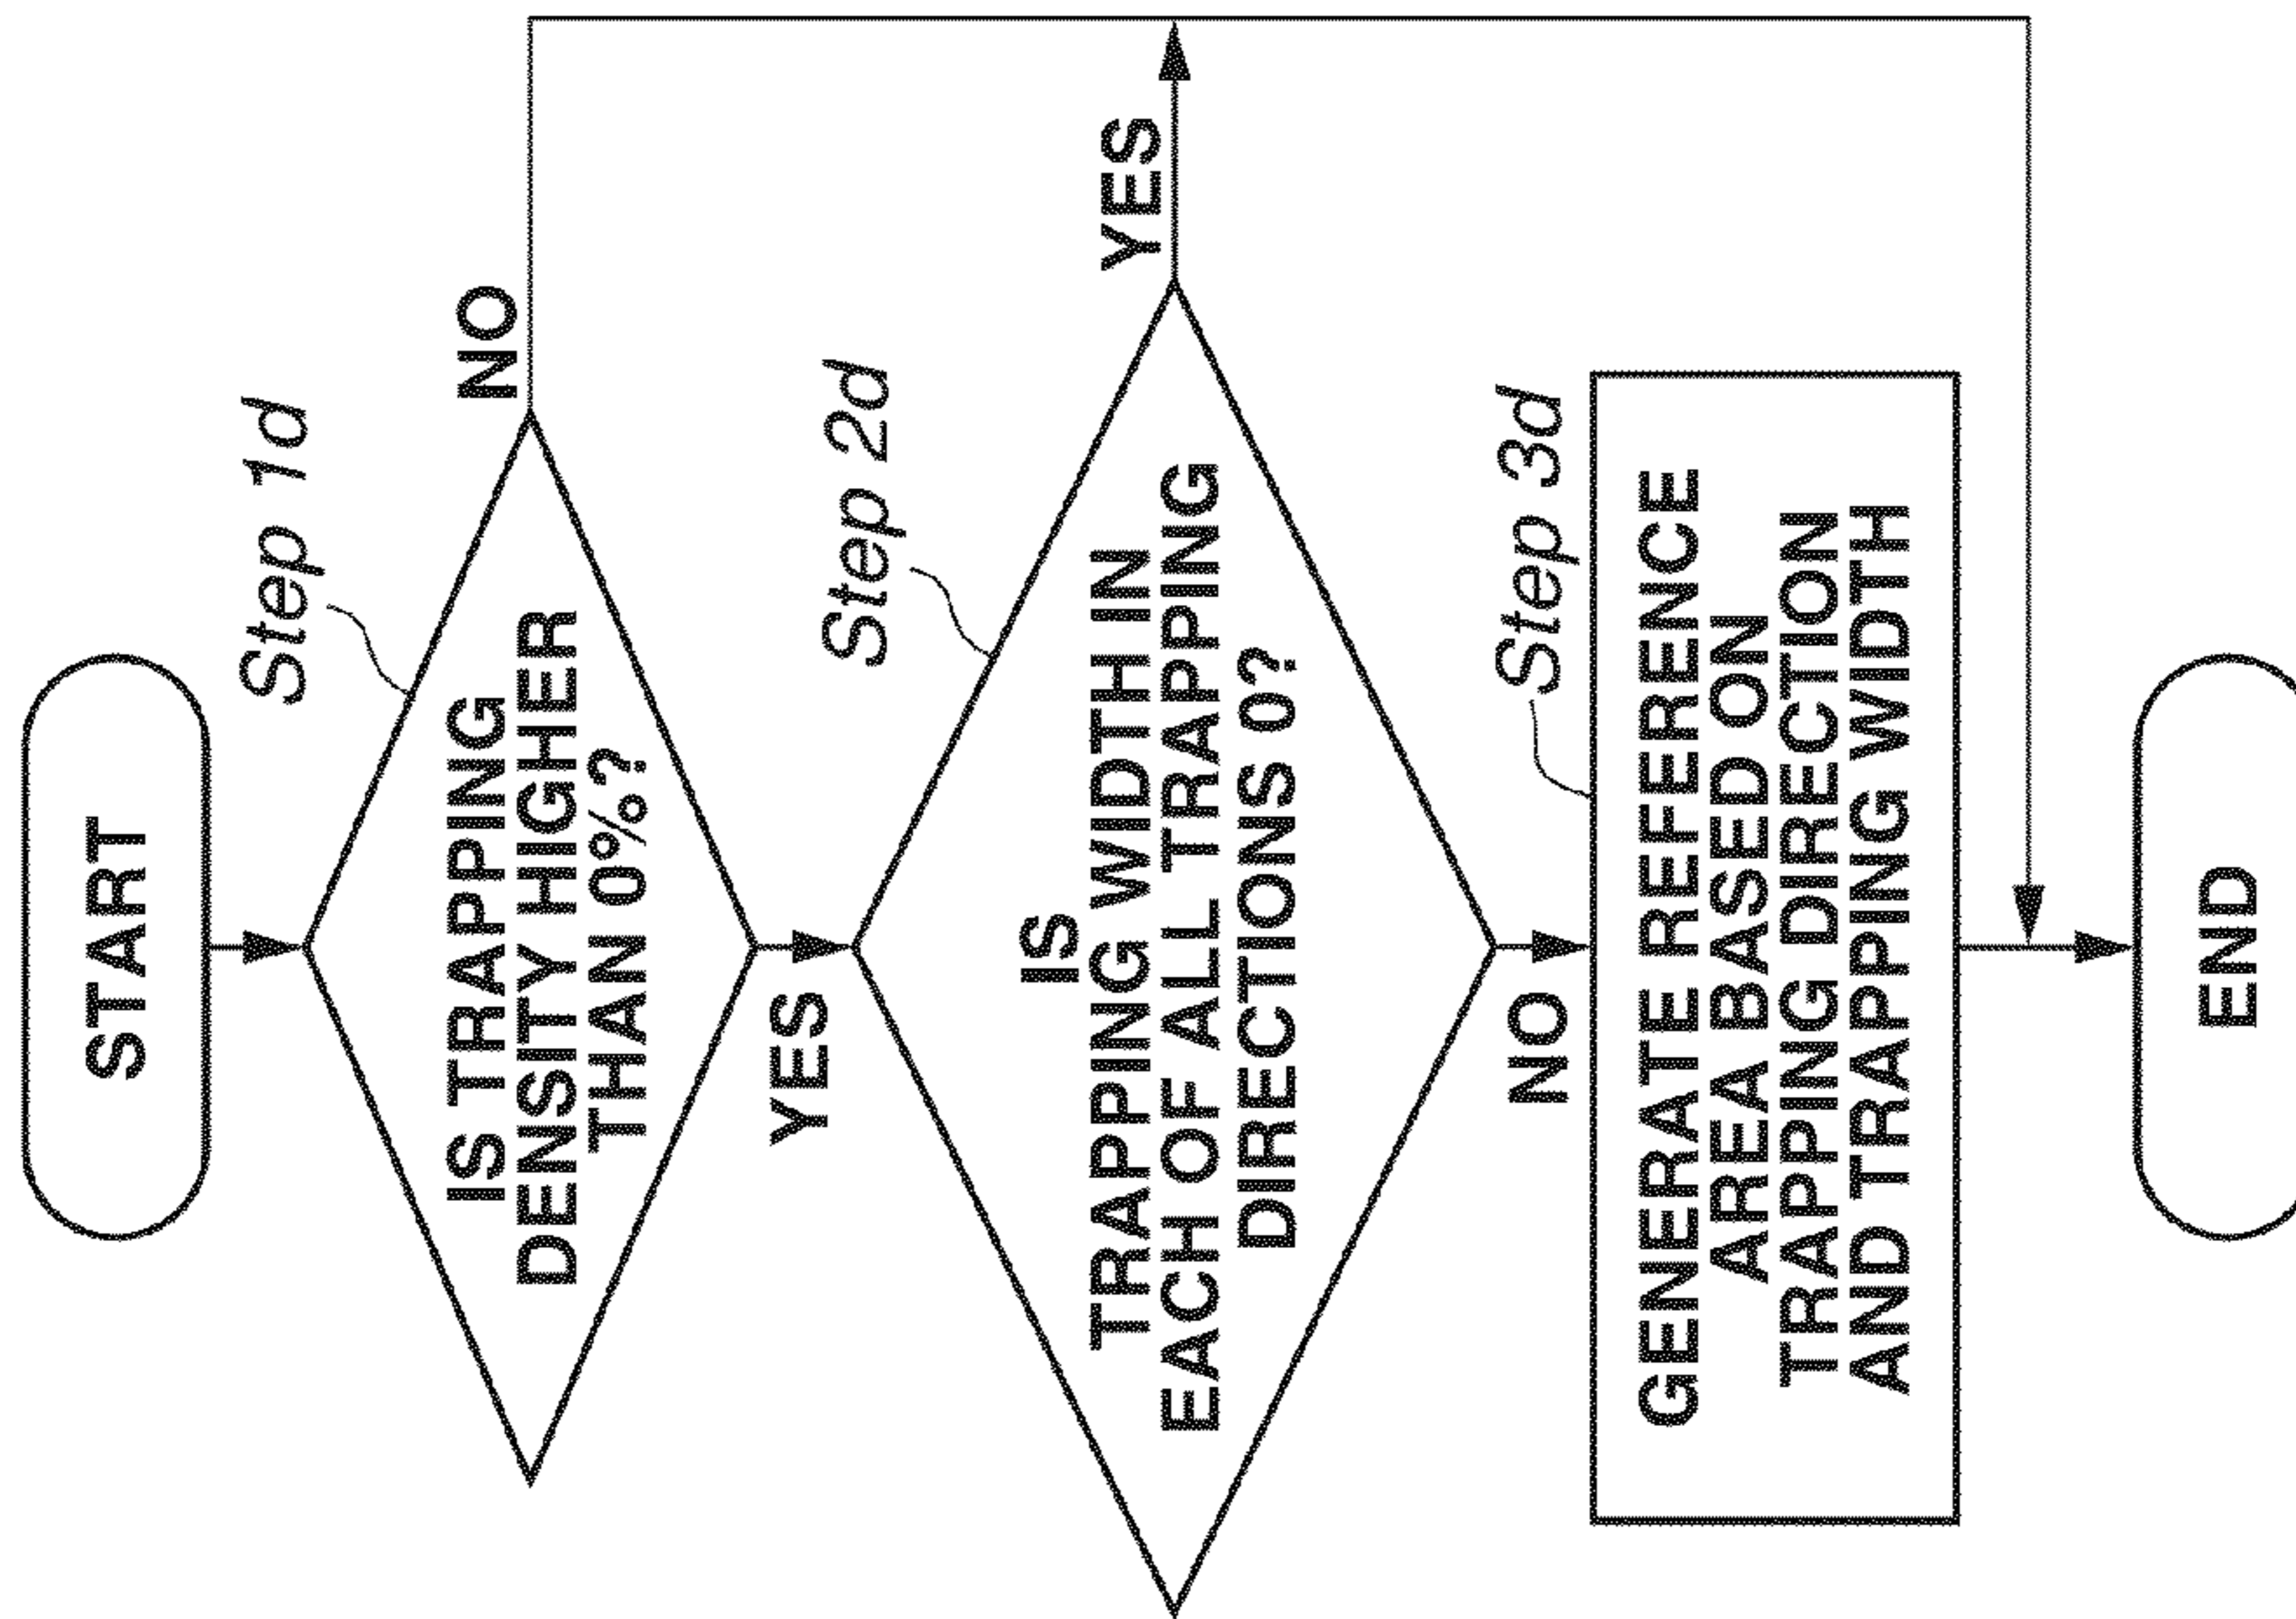 START
Step 1d
IS TRAPPING
DENSITY HIGHER
THAN 0%?
NO
YES
Step 2d
IS
TRAPPING WIDTH IN
EACH OF ALL TRAPPING
DIRECTIONS 0?
YES
NO
Step 3d
GENERATE REFERENCE
AREA BASED ON
TRAPPING DIRECTION
AND TRAPPING WIDTH
END